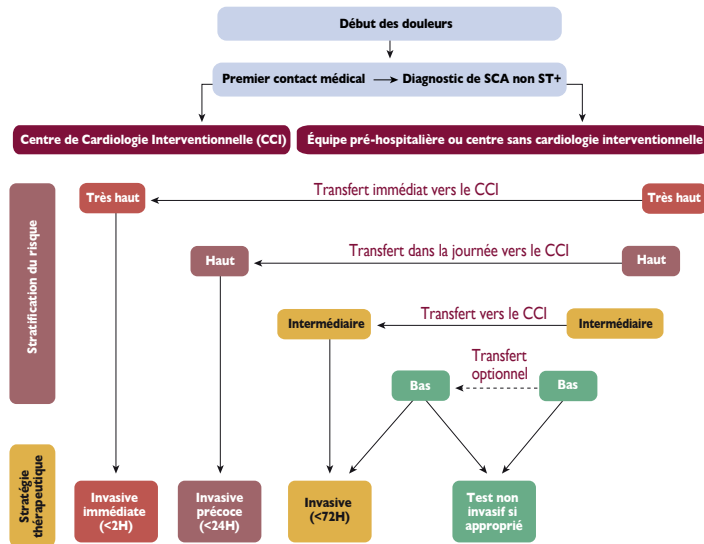 Début des douleurs
Premier contact médical
Diagnostic de SCA non ST+
Centre de Cardiologie Interventionnelle (CCI)
Équipe pré-hospitalière ou centre sans cardiologie interventionnelle
Stratification du risque
Très haut
Transfert immédiat vers le CCI
Très haut
Haut
Transfert dans la journée vers le CCI
Haut
Intermédiaire
Transfert vers le CCI
Intermédiaire
Bas
Transfert
optionnel
Bas
Stratégie
thérapeutique
Invasive
immédiate
(<2H)
Invasive
précoce
(<24H)
Invasive
(<72H)
Test non
invasif si
approprié